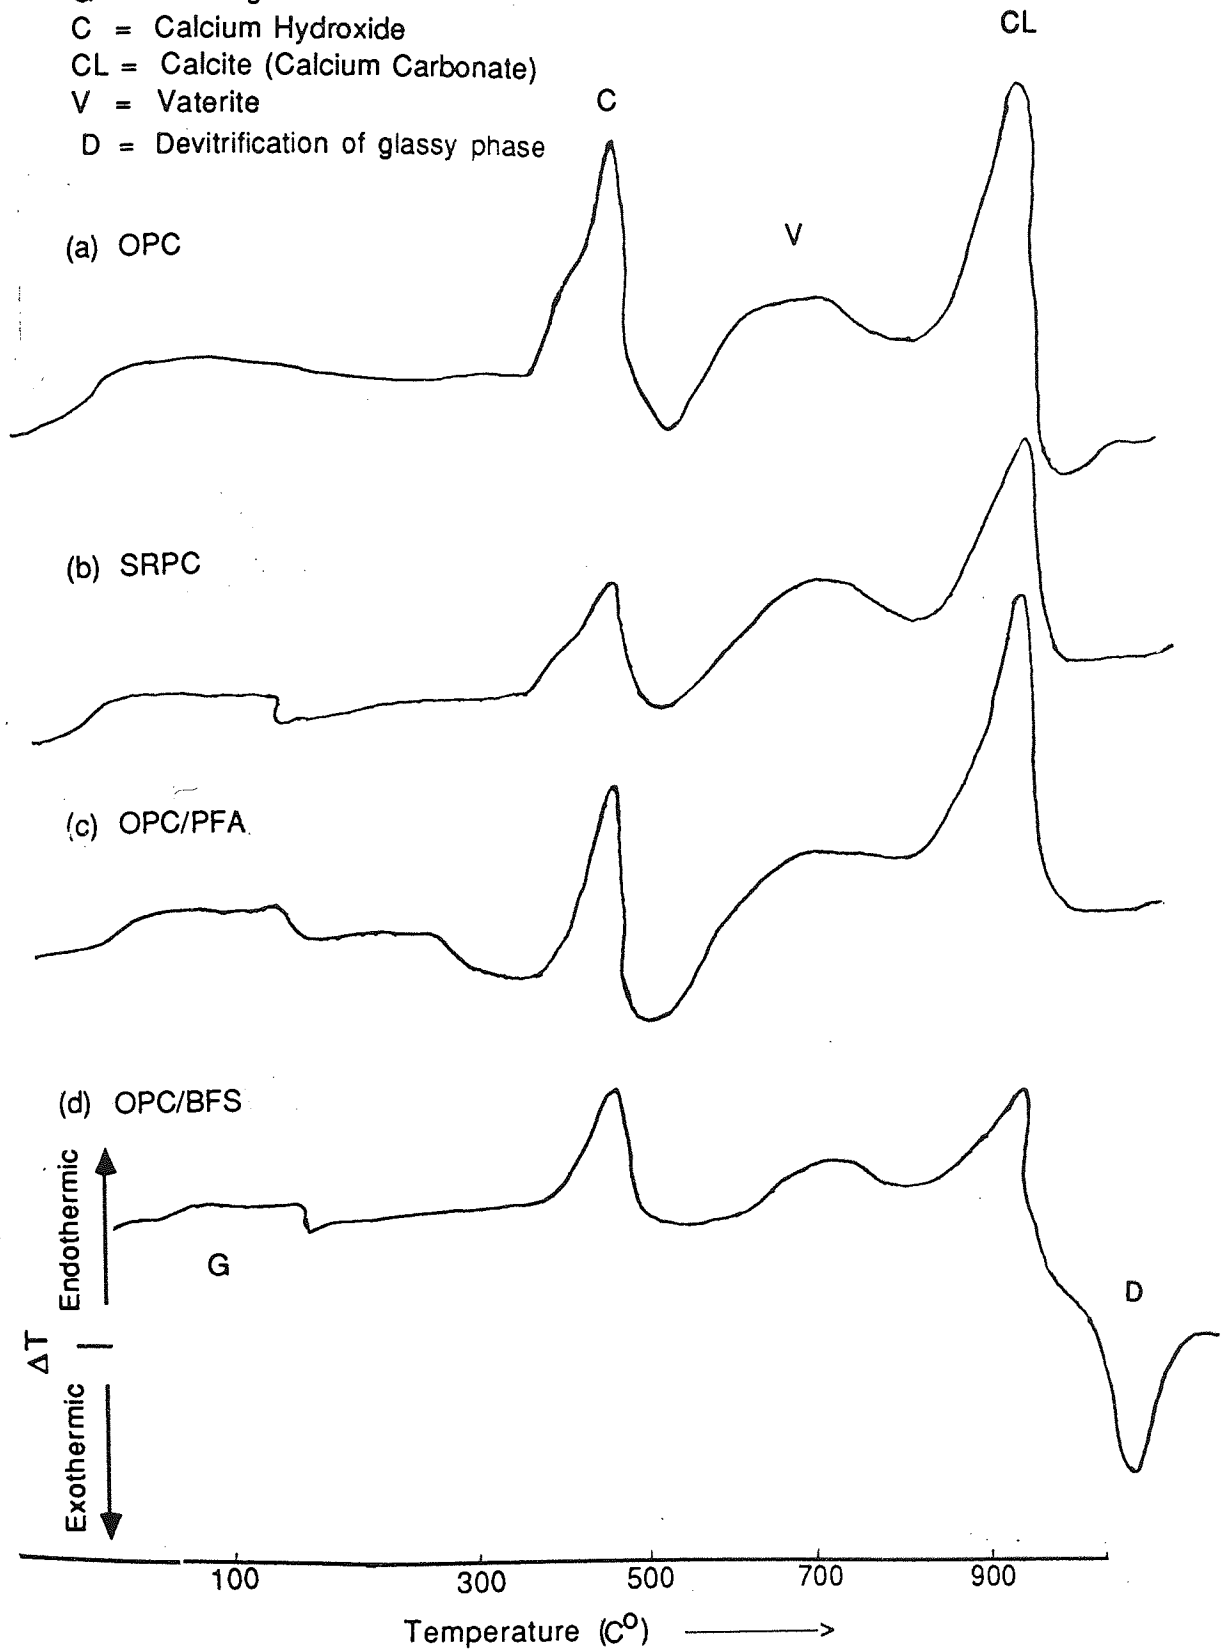 C = Calcium Hydroxide
CL = Calcite (Calcium Carbonate)
V = Vaterite
D = Devitrification of glassy phase
CL
C
V
(a) OPC
(b) SRPC
(c) OPC/PFA
(d) OPC/BFS
Endothermic
G
D
ΔT
Exothermic
100 300 500 700 900
Temperature (C⁰)